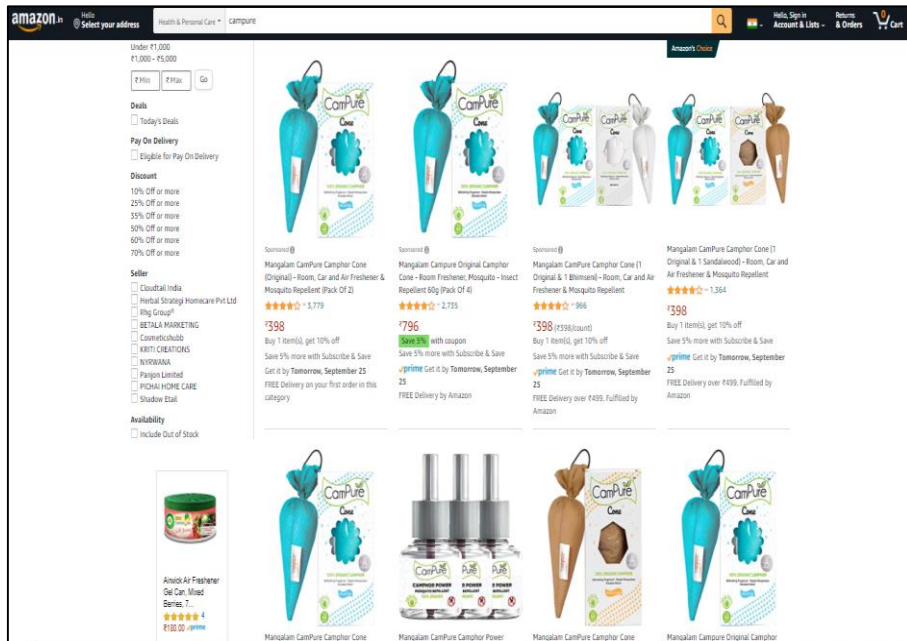 amazon.in
Hello
Select your address
Health & Personal Care
campure
Hello, Sign in
Account & Lists
Returns
& Orders
0
Cart
Under ₹1,000
₹1,000 - ₹5,000
₹ Min
₹ Max
Go
Deals
Today's Deals
Pay On Delivery
Eligible for Pay On Delivery
Discount
10% Off or more
25% Off or more
35% Off or more
50% Off or more
60% Off or more
70% Off or more
Seller
Cloudtail India
Herbal Strategi Homecare Pvt Ltd
Rhg Group®
BETALA MARKETING
Cosmeticshubb
KRITI CREATIONS
NYRWANA
Panjon Limited
PICHAI HOME CARE
Shadow Etail
Availability
Include Out of Stock
Airwick Air Freshener
Gel Can, Mixed
Berries, 7...
4
₹180.00 prime
CamPure
Cone
Sponsored
Mangalam CamPure Camphor Cone
(Original) - Room, Car and Air Freshener &
Mosquito Repellent (Pack Of 2)
3,779
₹398
Buy 1 item(s), get 10% off
Save 5% more with Subscribe & Save
Get it by Tomorrow, September 25
FREE Delivery on your first order in this
category
CamPure
Cone
Sponsored
Mangalam Campure Original Camphor
Cone - Room Freshener, Mosquito - Insect
Repellent 60g (Pack Of 4)
2,735
₹796
Save 5% with coupon
Save 5% more with Subscribe & Save
prime Get it by Tomorrow, September
25
FREE Delivery by Amazon
CamPure
Cone
CamPure
Cone
Sponsored
Mangalam CamPure Camphor Cone (1
Original & 1 Bhimseni) - Room, Car and Air
Freshener & Mosquito Repellent
966
₹398 (₹398/count)
Buy 1 item(s), get 10% off
Save 5% more with Subscribe & Save
prime Get it by Tomorrow, September
25
FREE Delivery over ₹499. Fulfilled by
Amazon
Amazon's Choice
CamPure
Cone
CamPure
Cone
Mangalam CamPure Camphor Cone (1
Original & 1 Sandalwood) - Room, Car and
Air Freshener & Mosquito Repellent
1,364
₹398
Buy 1 item(s), get 10% off
Save 5% more with Subscribe & Save
prime Get it by Tomorrow, September
25
FREE Delivery over ₹499. Fulfilled by
Amazon
CamPure
Cone
Mangalam CamPure Camphor Cone
CamPure
CAMPHOR POWER
Mangalam CamPure Camphor Power
CamPure
Cone
Mangalam CamPure Camphor Cone
CamPure
Cone
Mangalam Campure Original Camphor